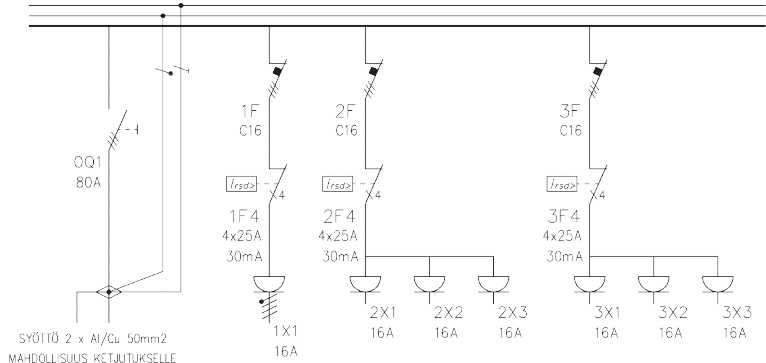 1F
C16
2F
C16
3F
C16
0Q1
80A
Irsd>
4
Irsd>
4
Irsd>
4
1F4
4x25A
30mA
2F4
4x25A
30mA
3F4
4x25A
30mA
1X1
16A
2X1
16A
2X2
16A
2X3
16A
3X1
16A
3X2
16A
3X3
16A
SYÖTTÖ 2 x Al/Cu 50mm2
MAHDOLLISUUS KETJUTUKSELLE